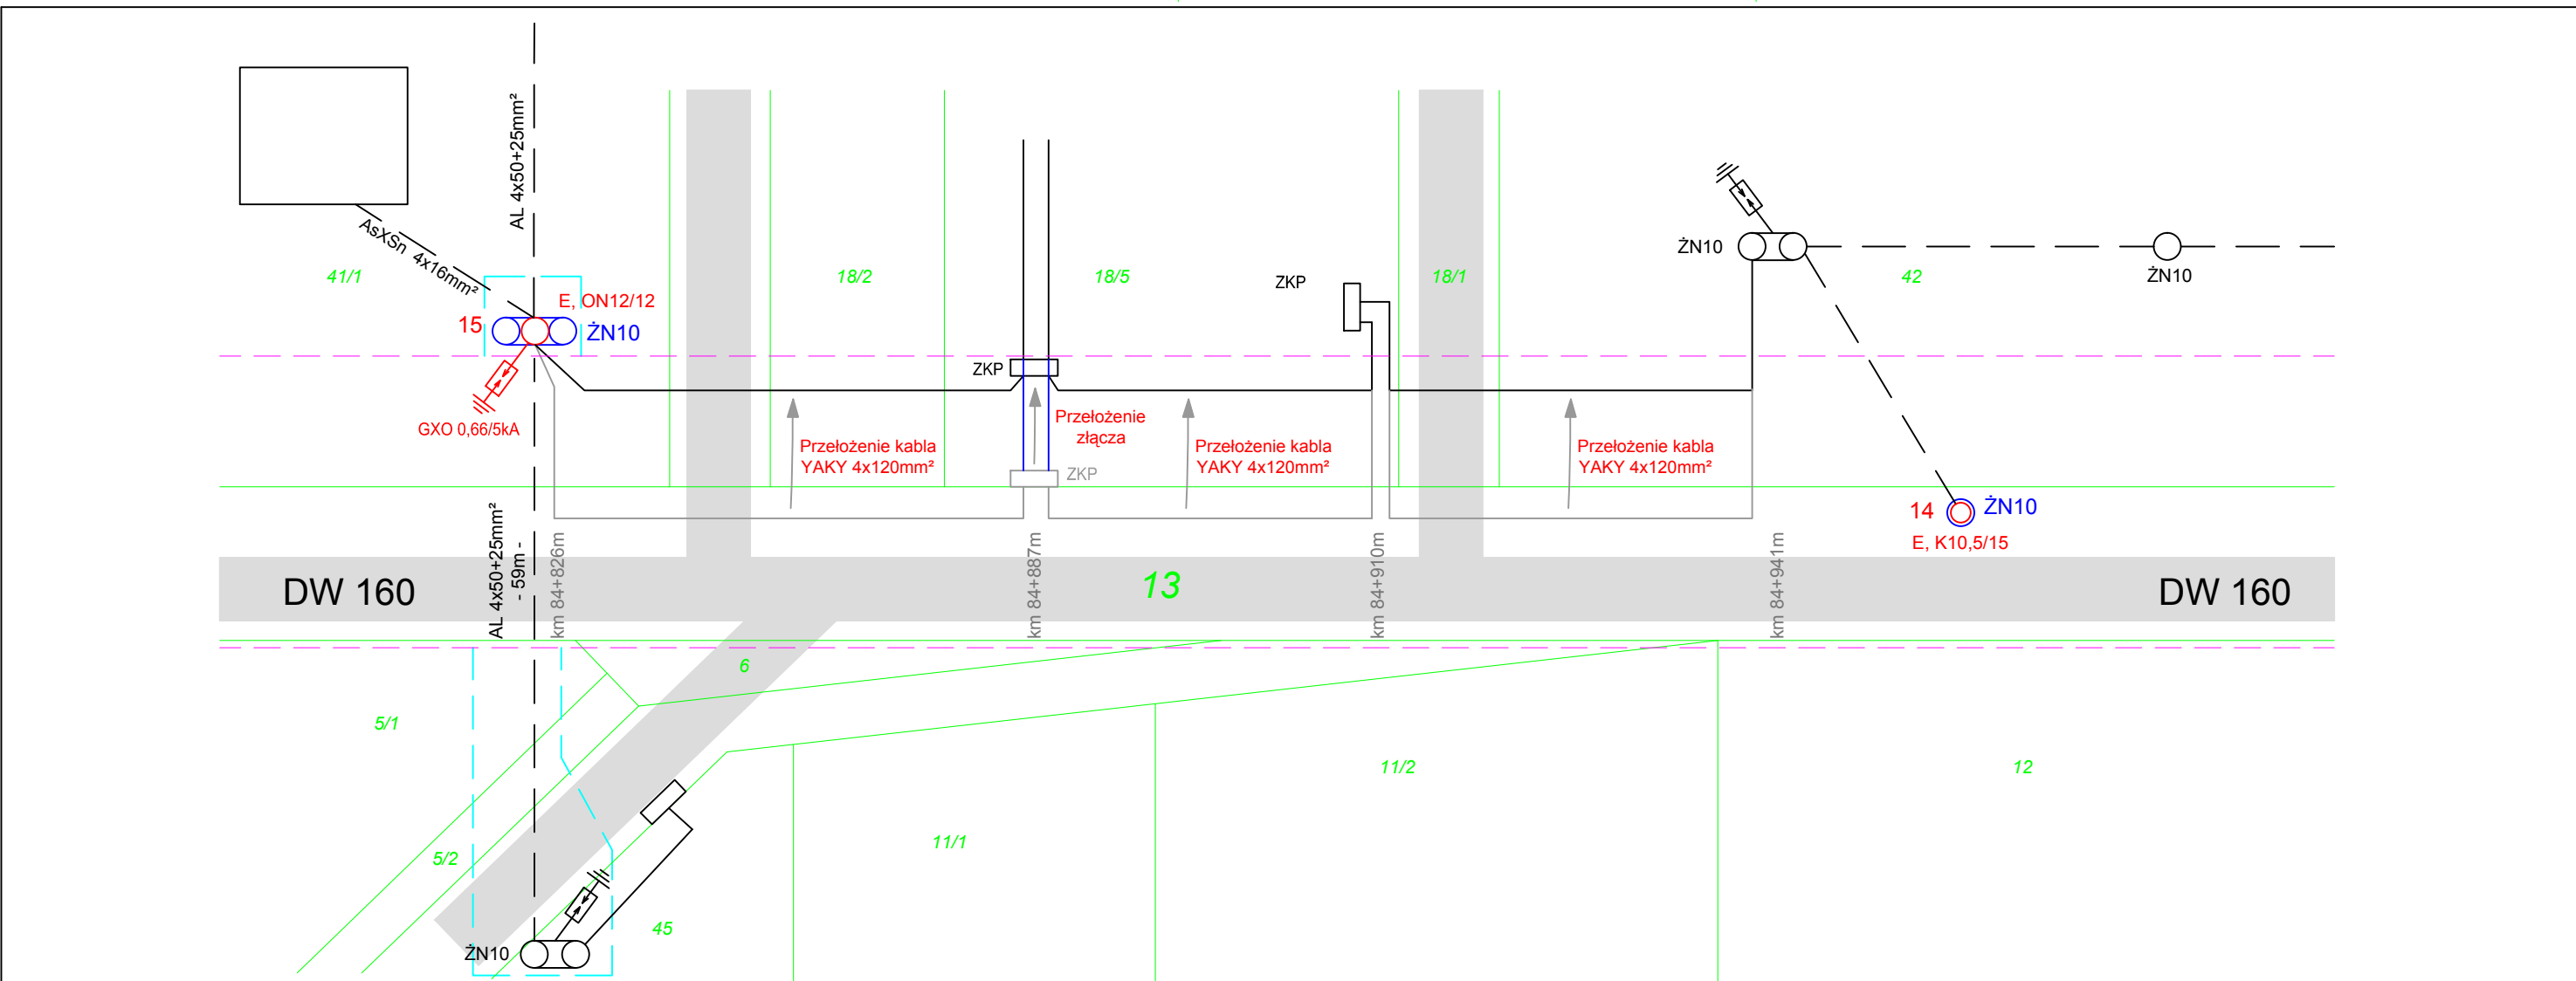 AL 4x50+25mm²
AsXSn 4x16mm²
41/1
18/2
18/5
ZKP
18/1
ŻN10
42
ŻN10
E, ON12/12
15
ŻN10
ZKP
GXO 0,66/5kA
Przełożenie
złącza
Przełożenie kabla
YAKY 4x120mm²
Przełożenie kabla
YAKY 4x120mm²
Przełożenie kabla
YAKY 4x120mm²
ZKP
14
ŻN10
E, K10,5/15
AL 4x50+25mm²
- 59m -
km 84+826m
km 84+887m
km 84+910m
km 84+941m
DW 160
13
DW 160
6
5/1
11/2
12
11/1
5/2
45
ŻN10